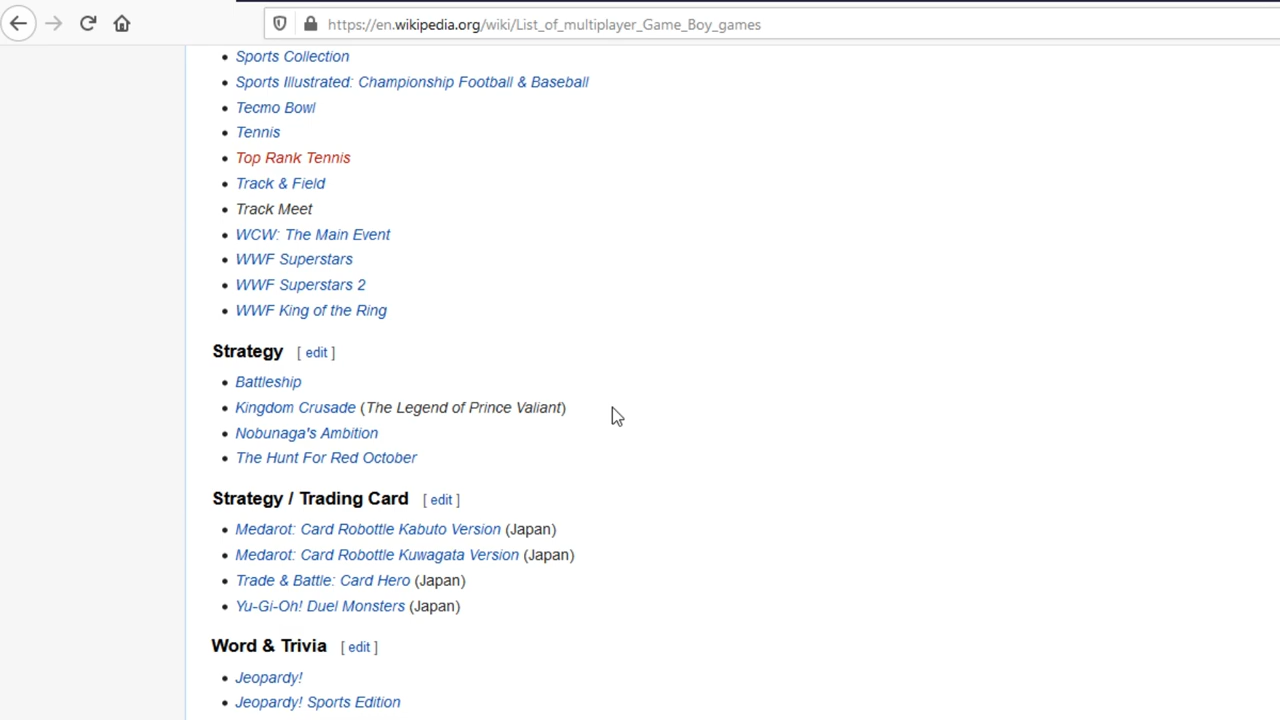 https://en.wikipedia.org/wiki/List_of_multiplayer_Game_Boy_games
Sports Collection
Sports Illustrated: Championship Football & Baseball
Tecmo Bowl
Tennis
Top Rank Tennis
Track & Field
Track Meet
WCW: The Main Event
WWF Superstars
WWF Superstars 2
WWF King of the Ring
Strategy [ edit ]
Battleship
Kingdom Crusade (The Legend of Prince Valiant)
Nobunaga's Ambition
The Hunt For Red October
Strategy / Trading Card [ edit ]
Medarot: Card Robottle Kabuto Version (Japan)
Medarot: Card Robottle Kuwagata Version (Japan)
Trade & Battle: Card Hero (Japan)
Yu-Gi-Oh! Duel Monsters (Japan)
Word & Trivia [ edit ]
Jeopardy!
Jeopardy! Sports Edition